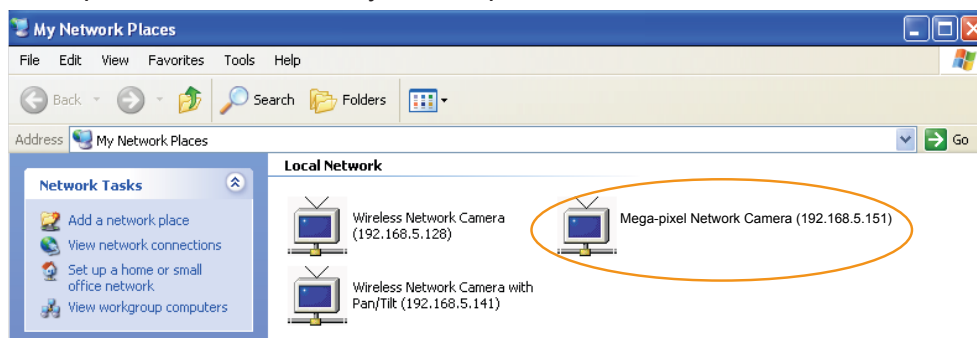 My Network Places
File Edit View Favorites Tools Help
Back Search Folders
Address My Network Places Go
Local Network
Network Tasks
Add a network place
View network connections
Set up a home or small
office network
View workgroup computers
Wireless Network Camera
(192.168.5.128)
Mega-pixel Network Camera (192.168.5.151)
Wireless Network Camera with
Pan/Tilt (192.168.5.141)